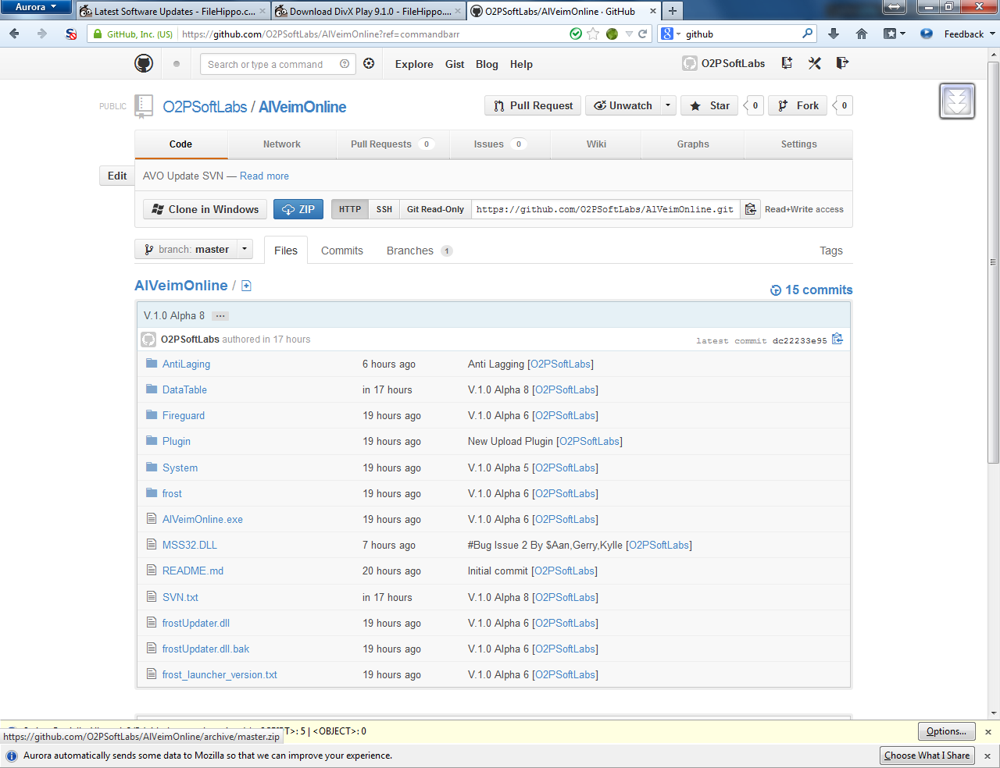 Aurora
Latest Software Updates - FileHippo.c...
Download DivX Play 9.1.0 - FileHippo....
O2PSoftLabs/AlVeimOnline · GitHub
GitHub, Inc. (US)
https://github.com/O2PSoftLabs/AlVeimOnline?ref=commandbarr
github
Feedback
Search or type a command
Explore
Gist
Blog
Help
O2PSoftLabs
PUBLIC
O2PSoftLabs / AlVeimOnline
Pull Request
Unwatch
Star
0
Fork
0
Code
Network
Pull Requests 0
Issues 0
Wiki
Graphs
Settings
Edit
AVO Update SVN — Read more
Clone in Windows
ZIP
HTTP
SSH
Git Read-Only
https://github.com/O2PSoftLabs/AlVeimOnline.git
Read+Write access
branch: master
Files
Commits
Branches 1
Tags
AlVeimOnline /
15 commits
V.1.0 Alpha 8 ...
O2PSoftLabs authored in 17 hours
latest commit dc22233e95
AntiLaging 6 hours ago Anti Lagging [O2PSoftLabs]
DataTable in 17 hours V.1.0 Alpha 8 [O2PSoftLabs]
Fireguard 19 hours ago V.1.0 Alpha 6 [O2PSoftLabs]
Plugin 19 hours ago New Upload Plugin [O2PSoftLabs]
System 19 hours ago V.1.0 Alpha 5 [O2PSoftLabs]
frost 19 hours ago V.1.0 Alpha 6 [O2PSoftLabs]
AlVeimOnline.exe 19 hours ago V.1.0 Alpha 6 [O2PSoftLabs]
MSS32.DLL 7 hours ago #Bug Issue 2 By $Aan,Gerry,Kylle [O2PSoftLabs]
README.md 20 hours ago Initial commit [O2PSoftLabs]
SVN.txt in 17 hours V.1.0 Alpha 8 [O2PSoftLabs]
frostUpdater.dll 19 hours ago V.1.0 Alpha 6 [O2PSoftLabs]
frostUpdater.dll.bak 19 hours ago V.1.0 Alpha 6 [O2PSoftLabs]
frost_launcher_version.txt 19 hours ago V.1.0 Alpha 6 [O2PSoftLabs]
: 5 | <OBJECT>: 0
Options...
https://github.com/O2PSoftLabs/AlVeimOnline/archive/master.zip
Aurora automatically sends some data to Mozilla so that we can improve your experience.
Choose What I Share